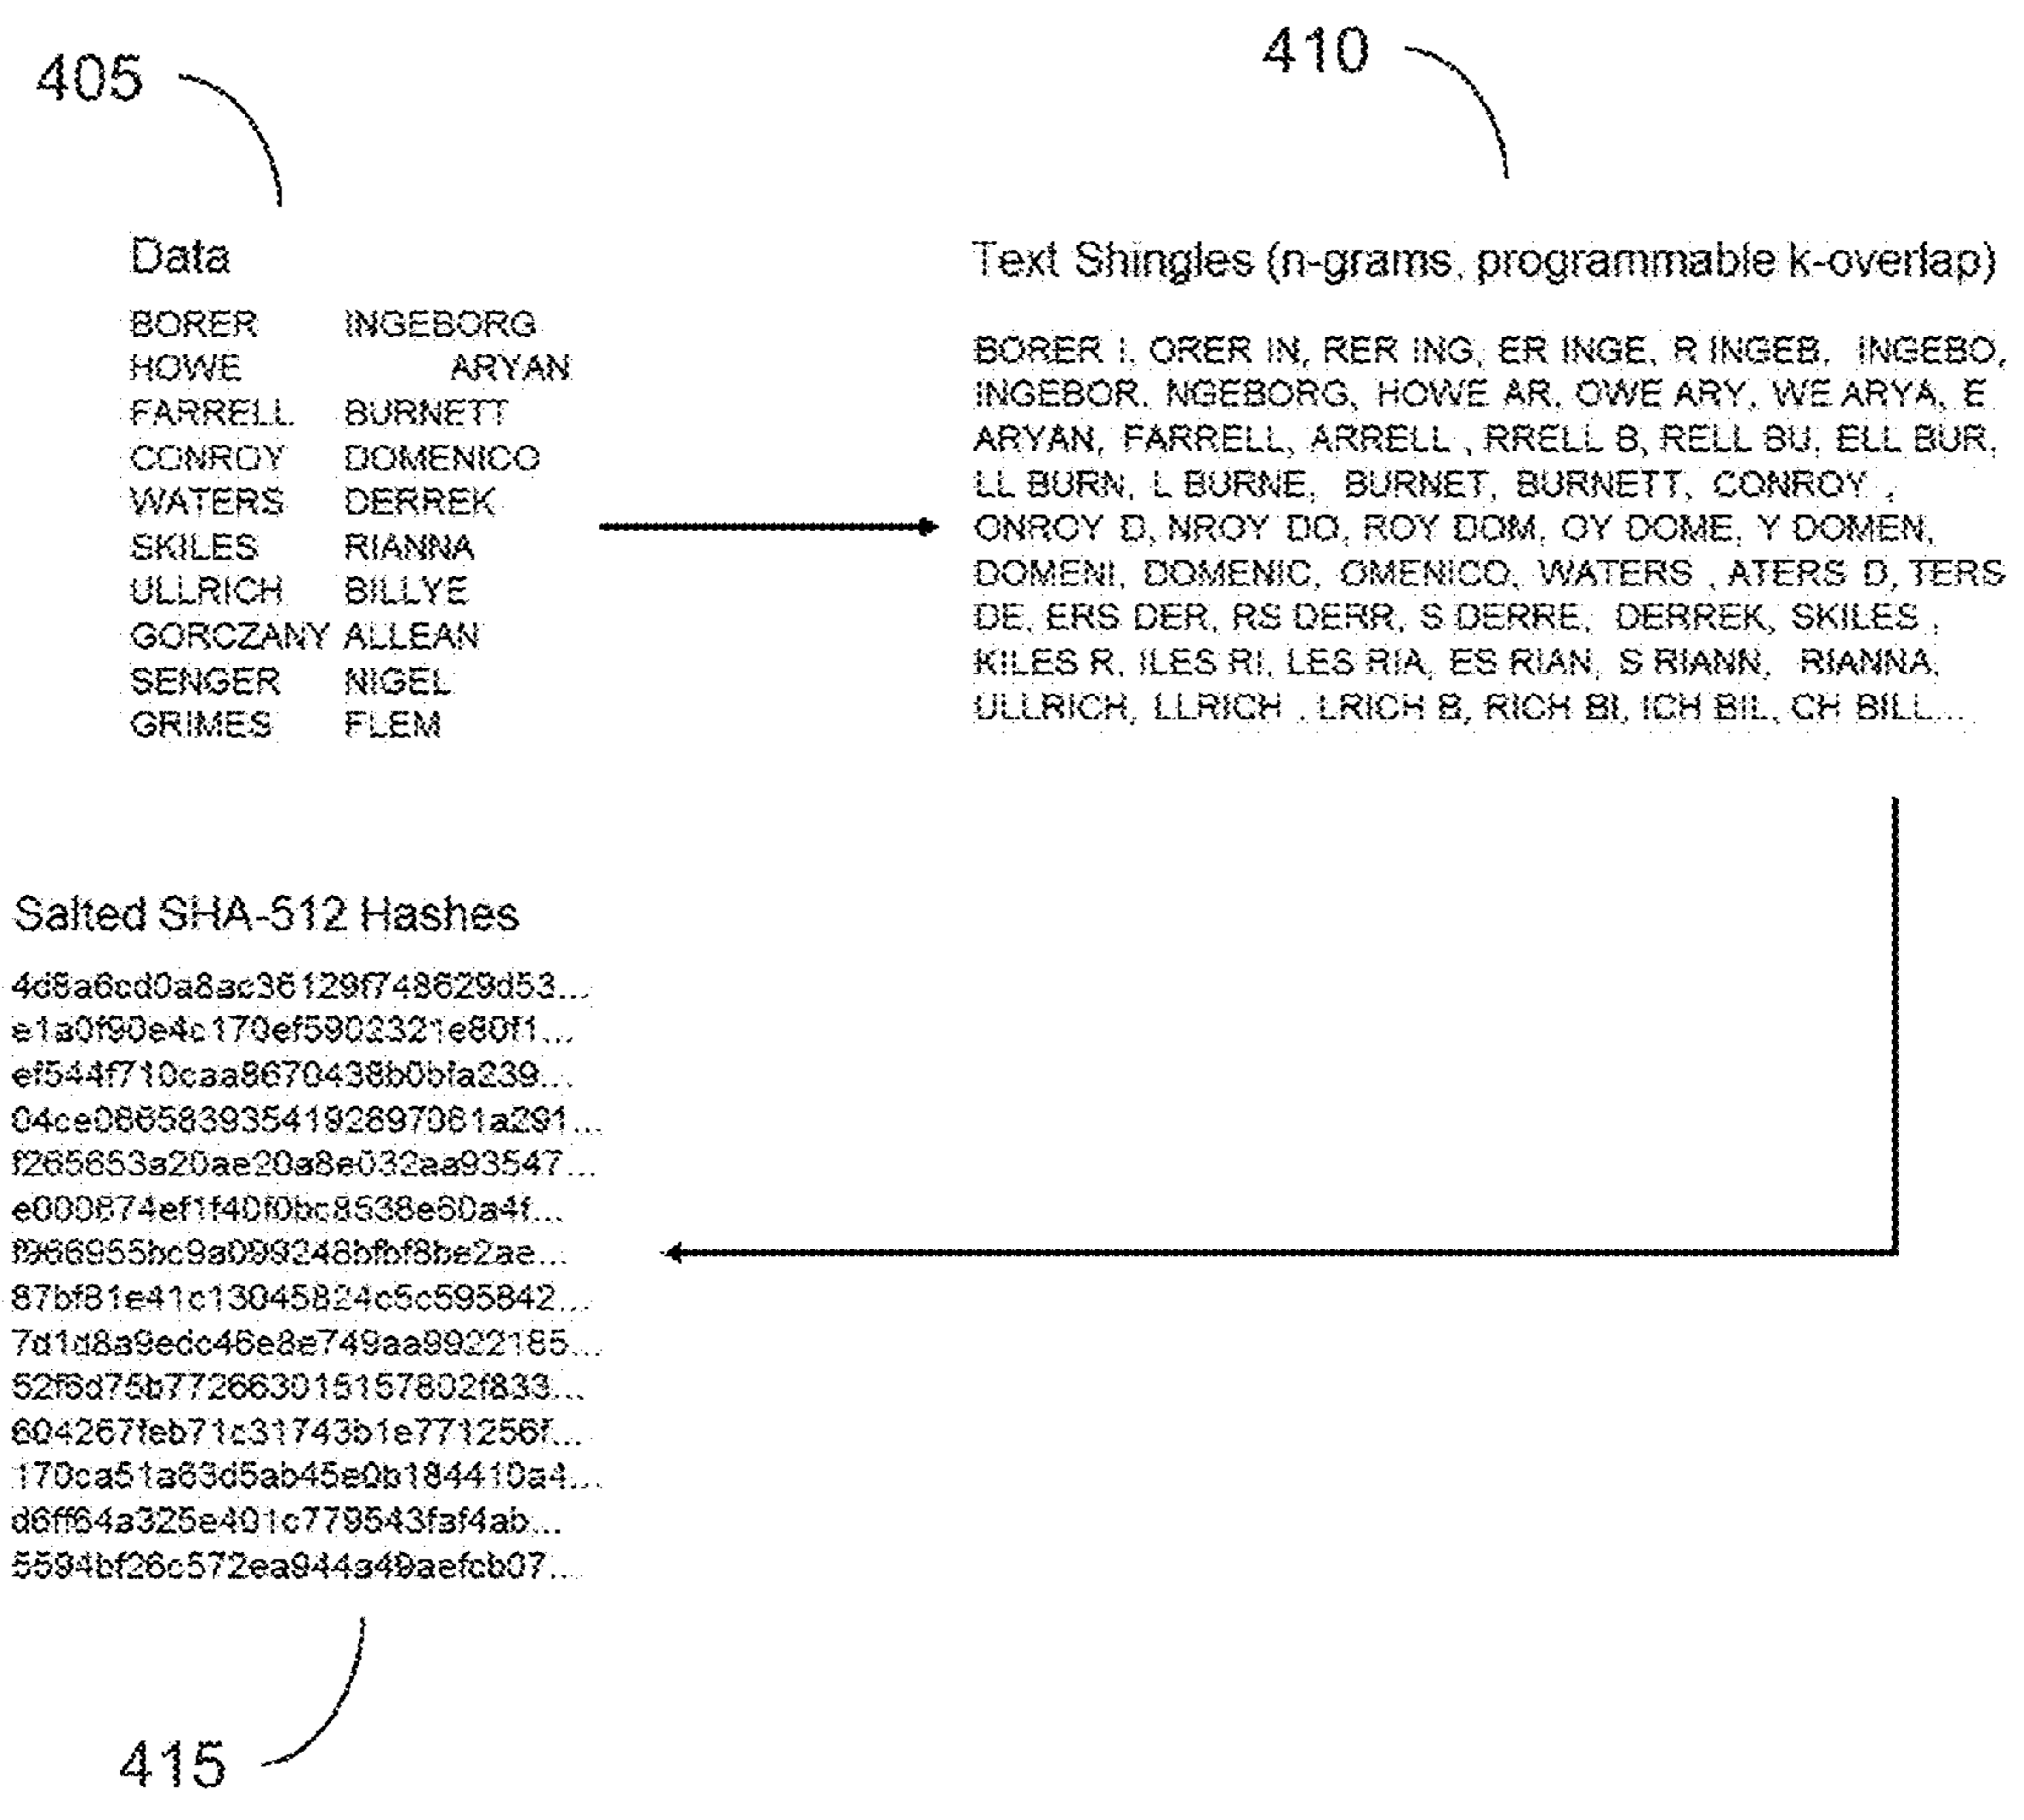 405
410
Data
BORER INGEBORG
HOWE ARYAN
FARRELL BURNETT
CONROY DOMENICO
WATERS DERREK
SKILES RIANNA
ULLRICH BILLYE
GORCZANY ALLEAN
SENGER NIGEL
GRIMES FLEM
Text Shingles (n-grams, programmable k-overlap)
BORER I, ORER IN, RER ING, ER INGE, R INGEB, INGEBO,
INGEBOR, NGEBORG, HOWE AR, OWE ARY, WE ARYA, E
ARYAN, FARRELL, ARRELL , RRELL B, RELL BU, ELL BUR,
LL BURN, L BURNE, BURNET, BURNETT, CONROY ,
ONROY D, NROY DO, ROY DOM, OY DOME, Y DOMEN,
DOMENI, DOMENIC, OMENICO, WATERS , ATERS D, TERS
DE, ERS DER, RS DERR, S DERRE, DERREK, SKILES ,
KILES R, ILES RI, LES RIA, ES RIAN, S RIANN, RIANNA,
ULLRICH, LLRICH , LRICH B, RICH BI, ICH BIL, CH BILL...
Salted SHA-512 Hashes
4d8a6cd0a8ac36129f748629d53...
e1a0f90e4c170ef5902321e80f1...
ef544f710caa8670438b0bfa239...
f265653a20ae20a8e032aa93547...
e000874ef1f40f0bc8538e60a4f...
f966955bc9a099248bfbf8be2ae...
87bf81e41c13045824c5c595842...
7d1d8a9edc46e8e749aa9922185...
604267feb71c31743b1e771256f...
170ca51a63d5ab45e0b184410a4...
d6ff64a325e401c779543faf4ab...
5594bf26c572ea944a49aefcb07...
415